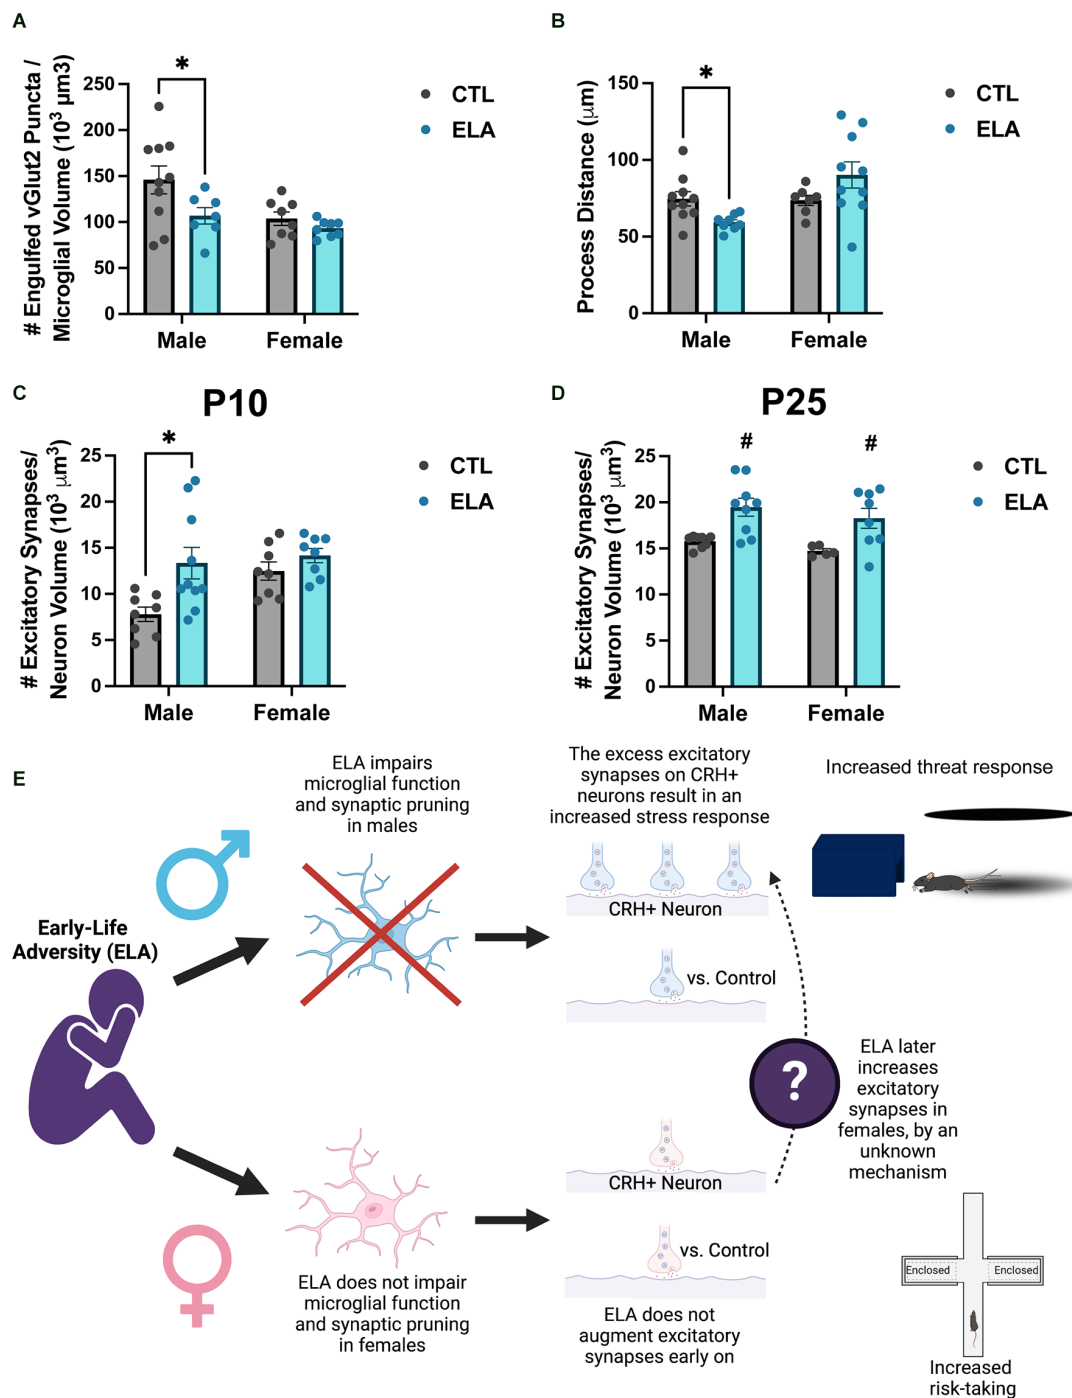 A
# Engulfed vGlut2 Puncta /
Microglial Volume (10³ µm3)
250
200
150
100
50
0
*
Male
Female
CTL
ELA
B
Process Distance (µm)
150
100
50
0
*
Male
Female
CTL
ELA
C
P10
# Excitatory Synapses/
Neuron Volume (10³ µm³)
25
20
15
10
5
0
*
Male
Female
CTL
ELA
D
P25
# Excitatory Synapses/
Neuron Volume (10³ µm³)
25
20
15
10
5
0
#
#
Male
Female
CTL
ELA
E
Early-Life
Adversity (ELA)
ELA impairs
microglial function
and synaptic pruning
in males
The excess excitatory
synapses on CRH+
neurons result in an
increased stress response
CRH+ Neuron
vs. Control
Increased threat response
?
ELA later
increases
excitatory
synapses in
females, by an
unknown
mechanism
ELA does not impair
microglial function
and synaptic pruning
in females
CRH+ Neuron
vs. Control
ELA does not
augment excitatory
synapses early on
Enclosed
Enclosed
Increased
risk-taking